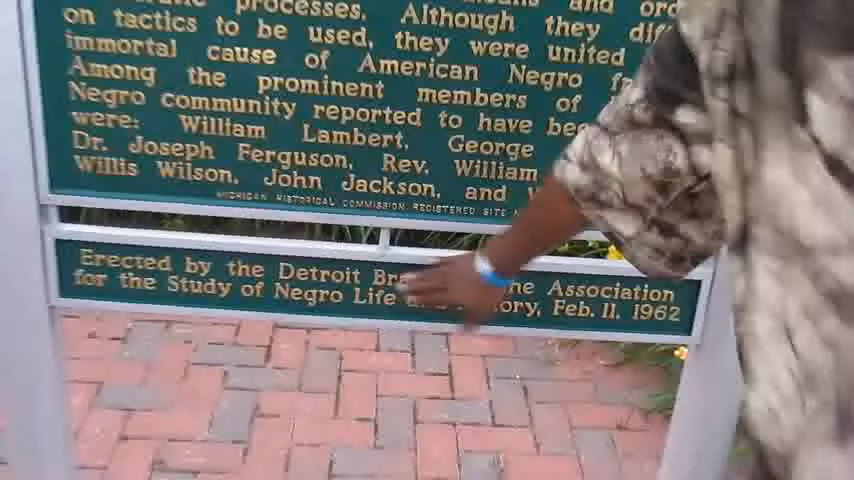 processes. Although they
on tactics to be used, they were united
immortal cause of American Negro
Among the prominent members of
Negro community reported to have
were: William Lambert, George
Dr. Joseph Ferguson, Rev. William
Willis Wilson, John Jackson, and
MICHIGAN HISTORICAL COMMISSION REGISTERED SITE
Erected by the Detroit Association
for the Study of Negro Life Feb. 11, 1962